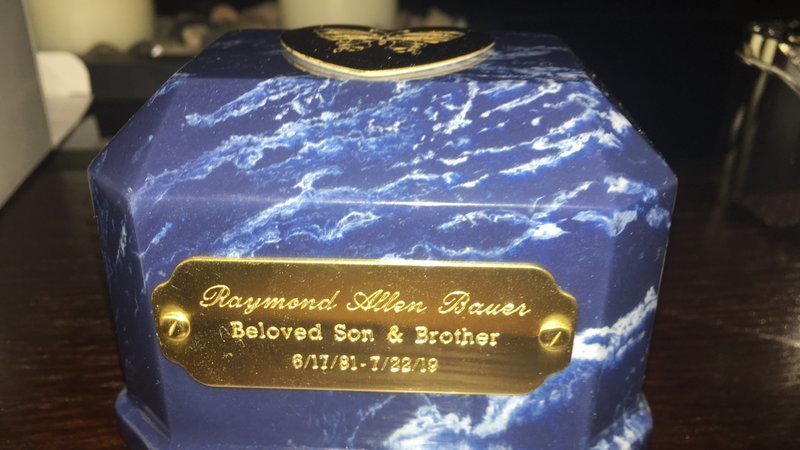 Raymond Allen Bauer
Beloved Son & Brother
6/17/81-7/22/19